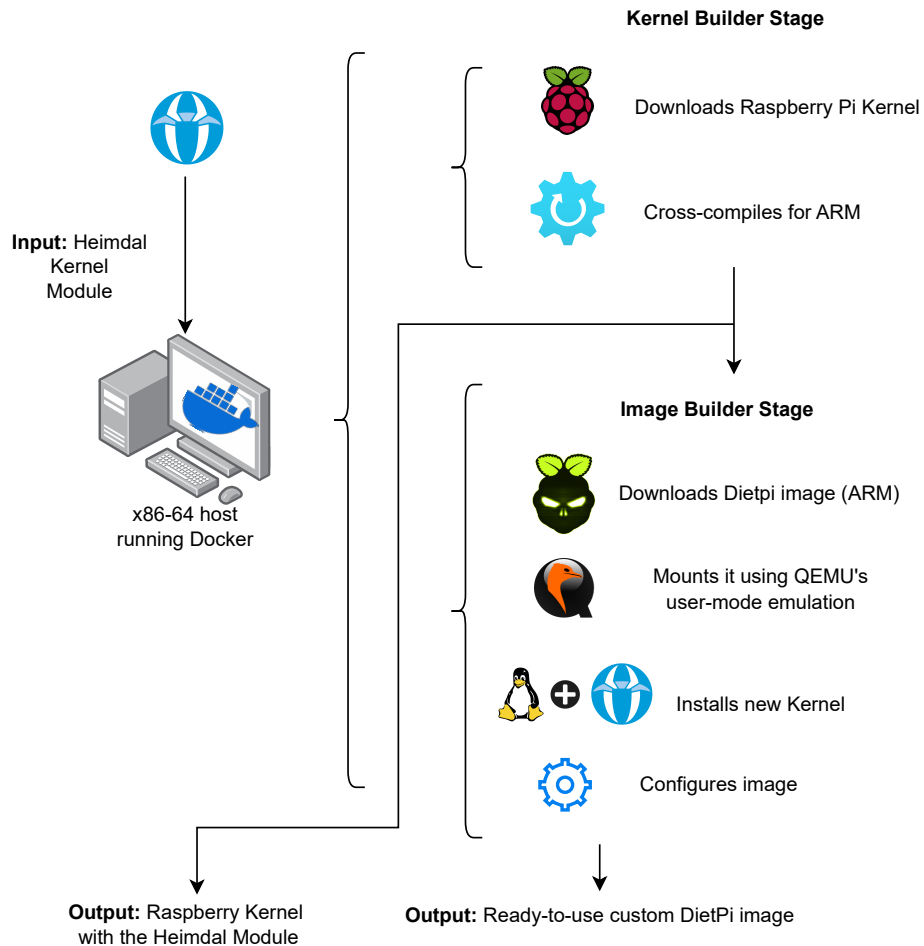 Kernel Builder Stage
Downloads Raspberry Pi Kernel
Cross-compiles for ARM
Input: Heimdal
Kernel
Module
x86-64 host
running Docker
Image Builder Stage
Downloads Dietpi image (ARM)
Mounts it using QEMU's
user-mode emulation
Installs new Kernel
Configures image
Output: Raspberry Kernel
with the Heimdal Module
Output: Ready-to-use custom DietPi image